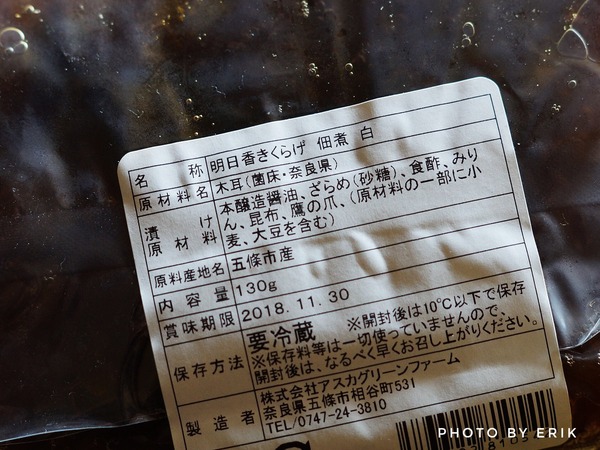 名称 明日香きくらげ 佃煮 白
原材料名 木耳(菌床・奈良県)
漬け原材料 本醸造醤油、ざらめ(砂糖)、食酢、みり
ん、昆布、鷹の爪、(原材料の一部に小
麦、大豆を含む)
原料産地名 五條市産
内容量 130g
賞味期限 2018.11.30
保存方法 要冷蔵 ※開封後は10℃以下で保存
※保存料等は一切使っていませんので、
開封後は、なるべく早くお召し上がりください。
製造者 株式会社アスカグリーンファーム
奈良県五條市相谷町531
TEL/0747-24-3810
PHOTO BY ERIK